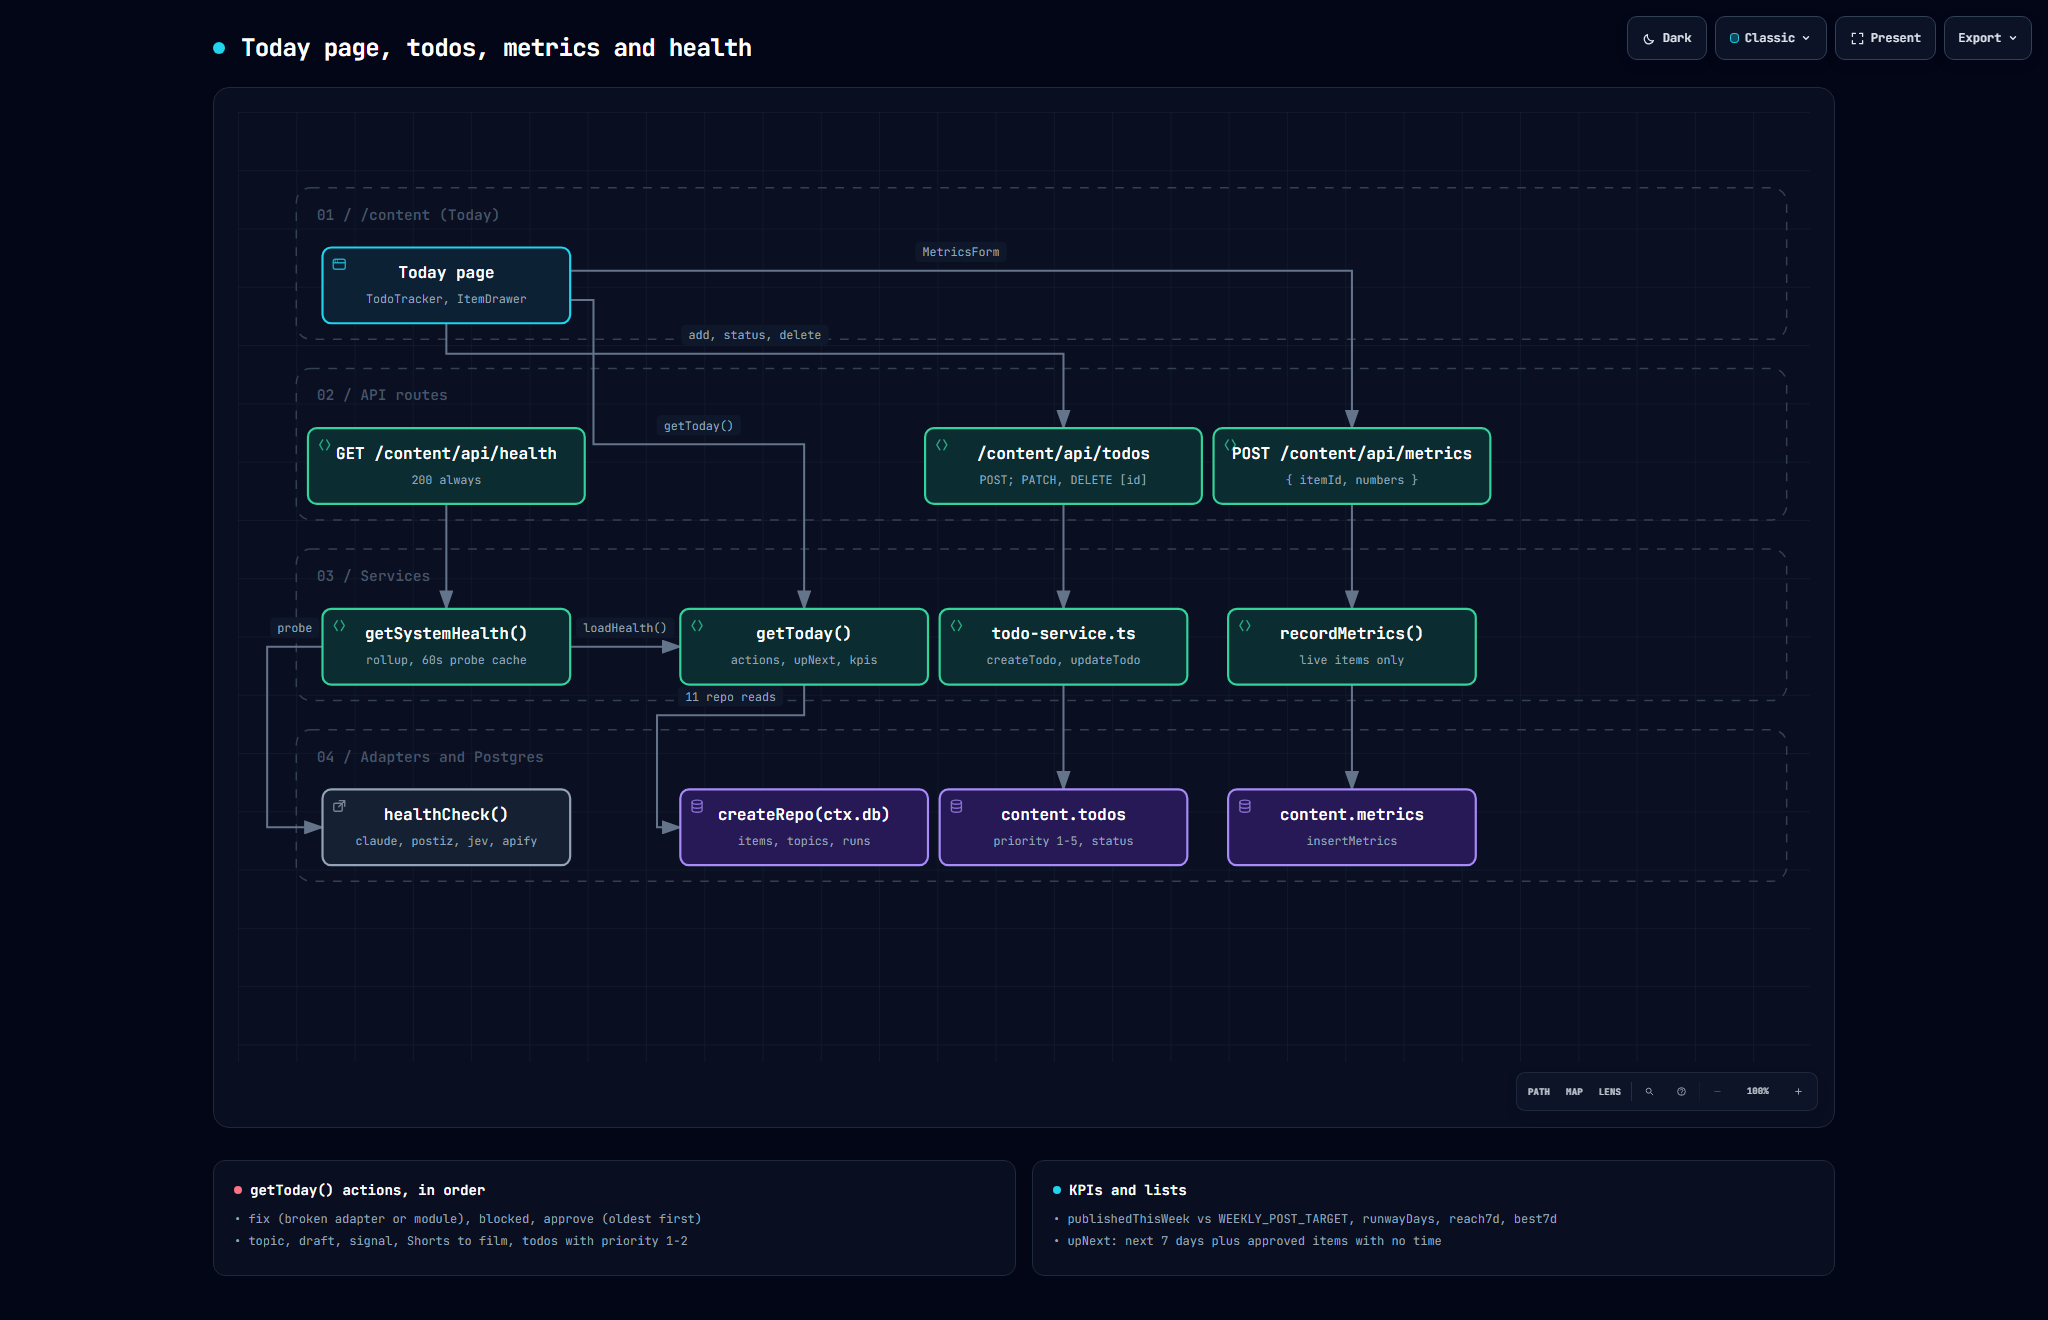 Today page, todos, metrics and health
Dark
Classic
Present
Export
01 / /content (Today)
Today page
TodoTracker, ItemDrawer
MetricsForm
add, status, delete
02 / API routes
getToday()
GET /content/api/health
200 always
/content/api/todos
POST; PATCH, DELETE [id]
POST /content/api/metrics
{ itemId, numbers }
03 / Services
probe
getSystemHealth()
rollup, 60s probe cache
loadHealth()
getToday()
actions, upNext, kpis
todo-service.ts
createTodo, updateTodo
recordMetrics()
live items only
11 repo reads
04 / Adapters and Postgres
healthCheck()
claude, postiz, jev, apify
createRepo(ctx.db)
items, topics, runs
content.todos
priority 1-5, status
content.metrics
insertMetrics
PATH MAP LENS 100%
getToday() actions, in order
• fix (broken adapter or module), blocked, approve (oldest first)
• topic, draft, signal, Shorts to film, todos with priority 1-2
KPIs and lists
• publishedThisWeek vs WEEKLY_POST_TARGET, runwayDays, reach7d, best7d
• upNext: next 7 days plus approved items with no time